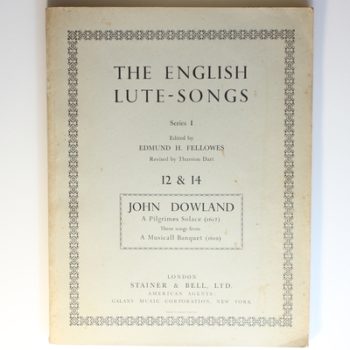 THE ENGLISH
LUTE-SONGS
Series I
Edited by
EDMUND H. FELLOWES
Revised by Thurston Dart
12 & 14
JOHN DOWLAND
A Pilgrimes Solace (1612)
Three songs from
A Musicall Banquet (1610)
LONDON
STAINER & BELL, LTD.
AMERICAN AGENTS:
GALAXY MUSIC CORPORATION, NEW YORK